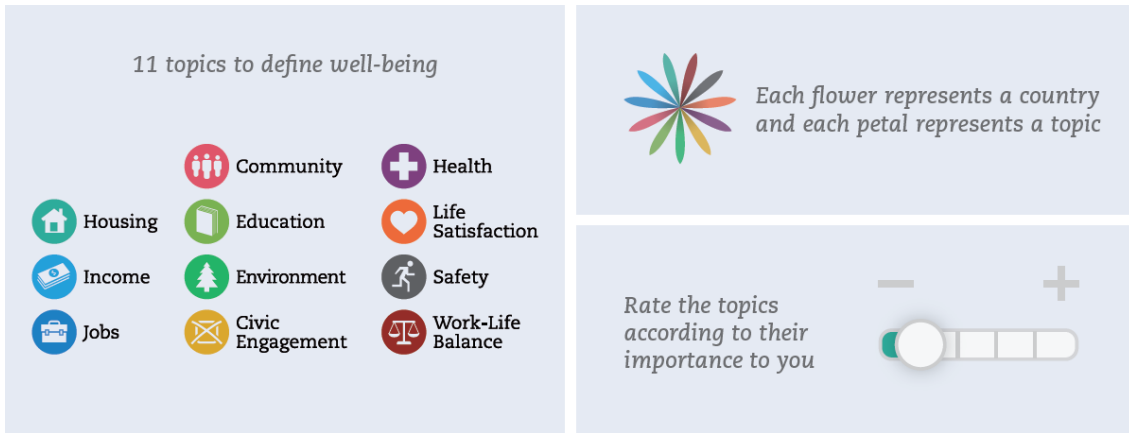 11 topics to define well-being
Community
Health
Housing
Education
Life
Satisfaction
Income
Environment
Safety
Jobs
Civic
Engagement
Work-Life
Balance
Each flower represents a country
and each petal represents a topic
Rate the topics
according to their
importance to you